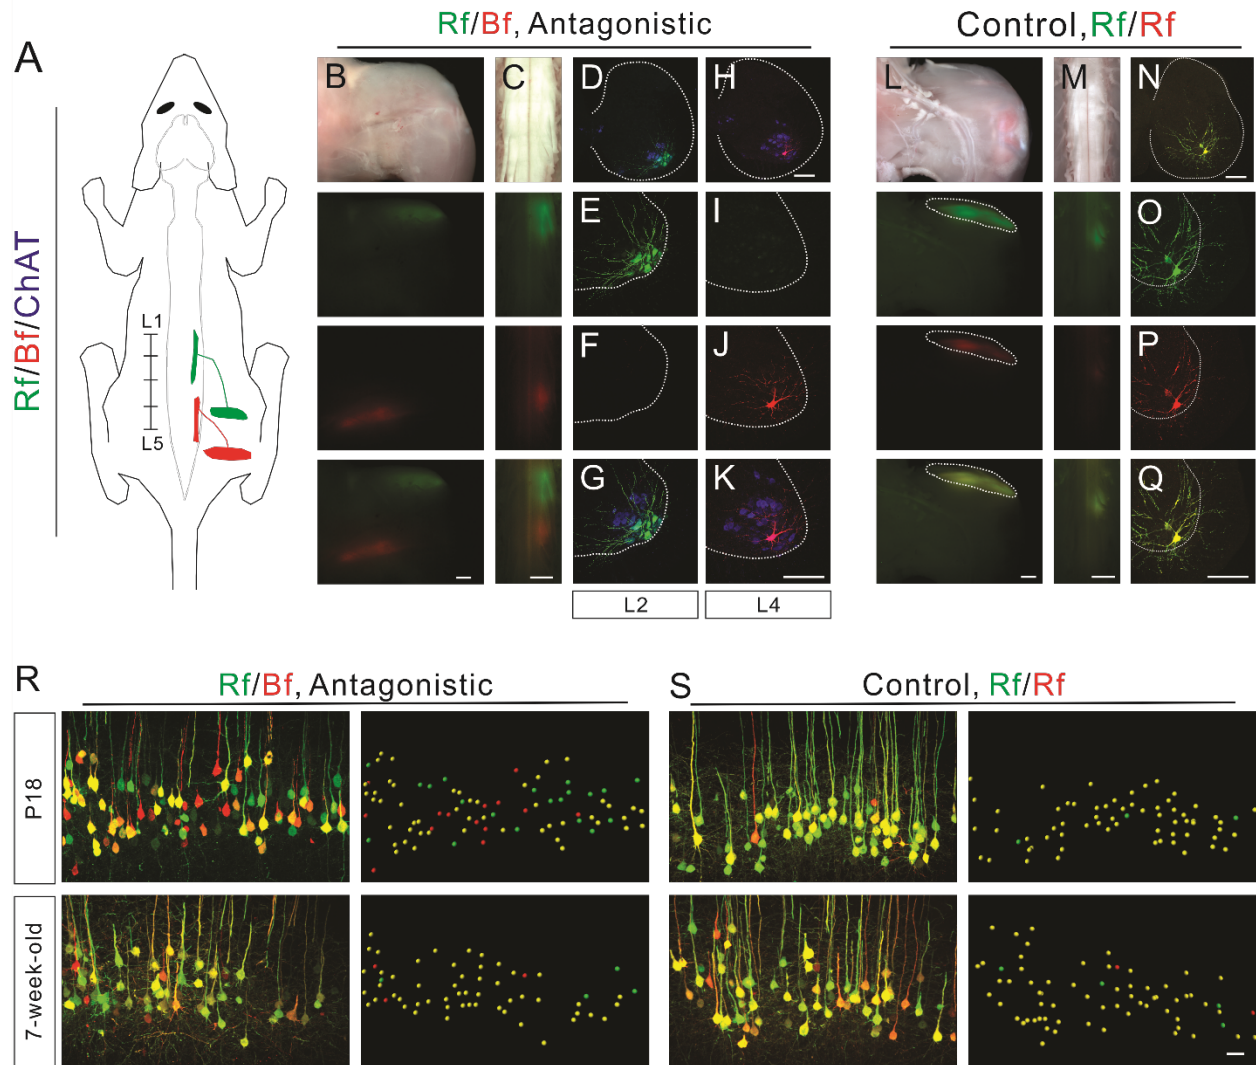 Rf/Bf, Antagonistic
Control, Rf/Rf
A
B
C
D
H
L
M
N
Rf/Bf/ChAT
E
I
O
L1
F
J
P
L5
G
K
Q
L2
L4
R
Rf/Bf, Antagonistic
S
Control, Rf/Rf
P18
7-week-old